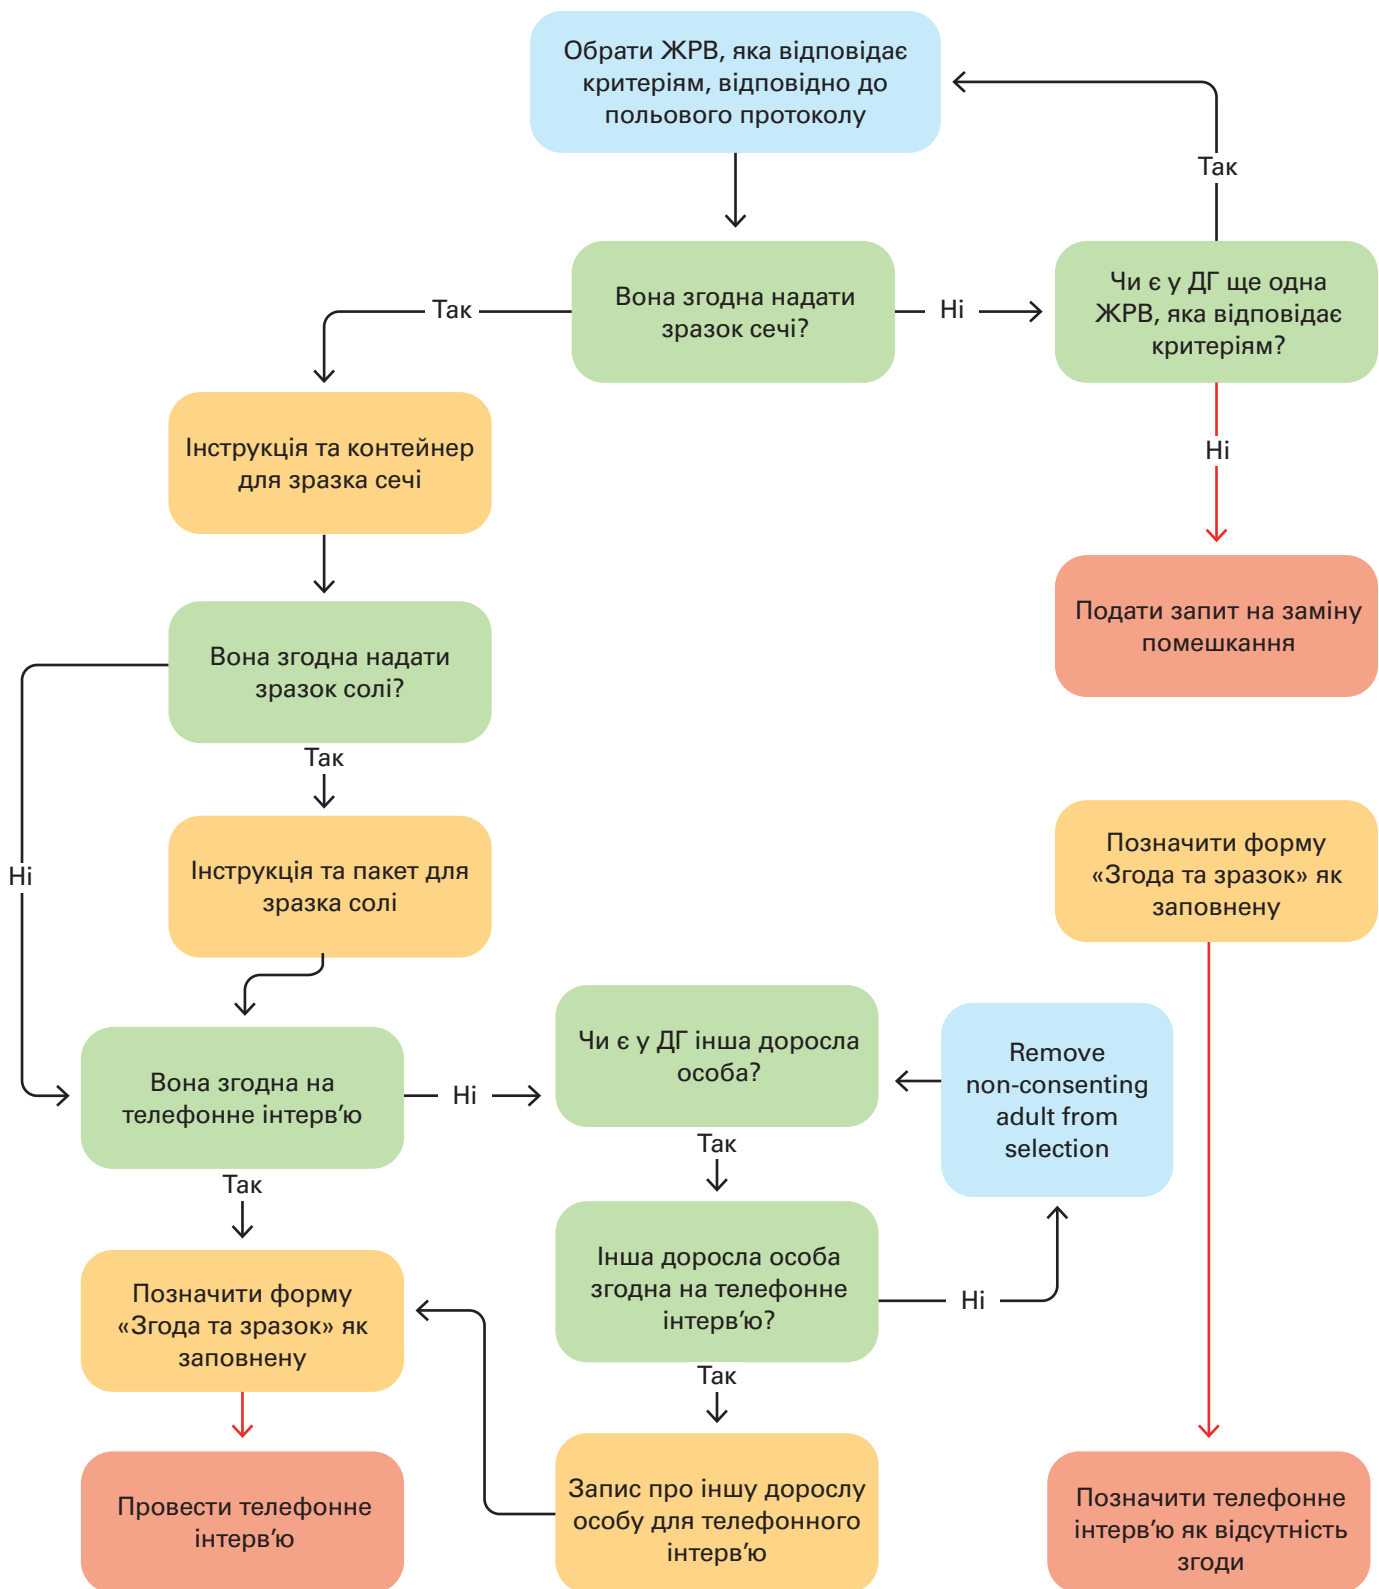 Обрати ЖРВ, яка відповідає
критеріям, відповідно до
польового протоколу
Так
Вона згодна надати
зразок сечі?
Так
Ні
Чи є у ДГ ще одна
ЖРВ, яка відповідає
критеріям?
Ні
Подати запит на заміну
помешкання
Інструкція та контейнер
для зразка сечі
Вона згодна надати
зразок солі?
Так
Ні
Інструкція та пакет для
зразка солі
Позначити форму
«Згода та зразок» як
заповнену
Вона згодна на
телефонне інтерв’ю
Ні
Чи є у ДГ інша доросла
особа?
Remove
non-consenting
adult from
selection
Так
Так
Інша доросла особа
згодна на телефонне
інтерв’ю?
Ні
Позначити форму
«Згода та зразок» як
заповнену
Так
Провести телефонне
інтерв’ю
Запис про іншу дорослу
особу для телефонного
інтерв’ю
Позначити телефонне
інтерв’ю як відсутність
згоди